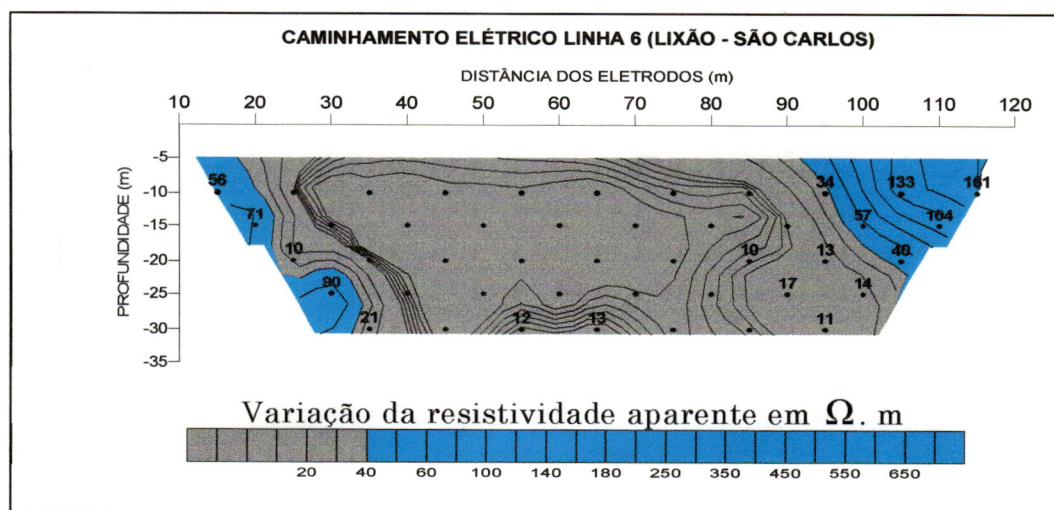 CAMINHAMENTO ELÉTRICO LINHA 6 (LIXÃO - SÃO CARLOS)
DISTÂNCIA DOS ELETRODOS (m)
10 20 30 40 50 60 70 80 90 100 110 120
PROFUNDIDADE (m)
-5
-10
-15
-20
-25
-30
-35
56 34 133 161
71 57 104
10 10 13 40
90 17 14
21 12 13 11
Variação da resistividade aparente em Ω. m
20 40 60 100 140 180 250 350 450 550 650